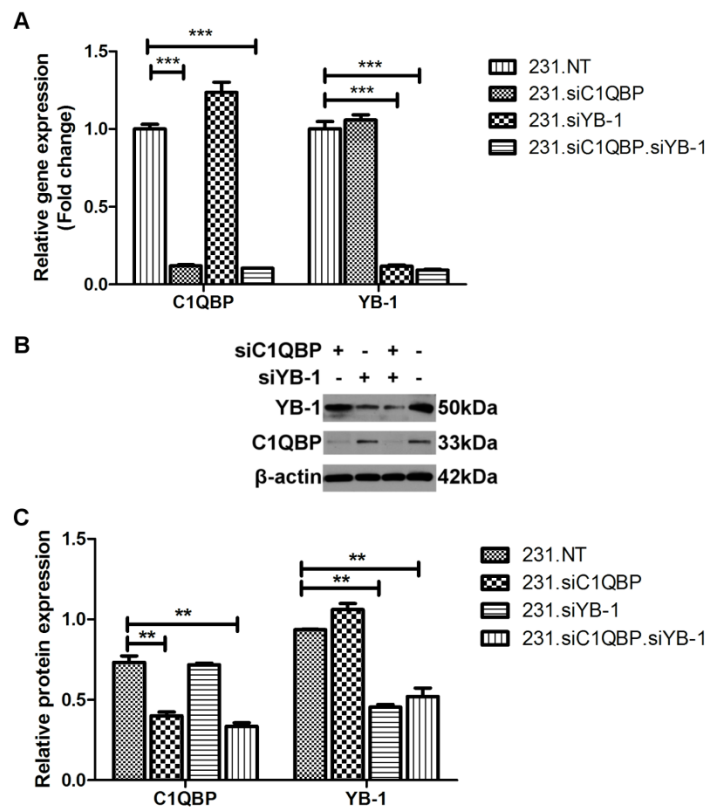 A
Relative gene expression
(Fold change)
1.5
1.0
0.5
0.0
***
***
***
***
C1QBP
YB-1
231.NT
231.siC1QBP
231.siYB-1
231.siC1QBP.siYB-1
B
siC1QBP + - + -
siYB-1 - + + -
YB-1 50kDa
C1QBP 33kDa
β-actin 42kDa
C
Relative protein expression
1.5
1.0
0.5
0.0
**
**
**
**
C1QBP
YB-1
231.NT
231.siC1QBP
231.siYB-1
231.siC1QBP.siYB-1